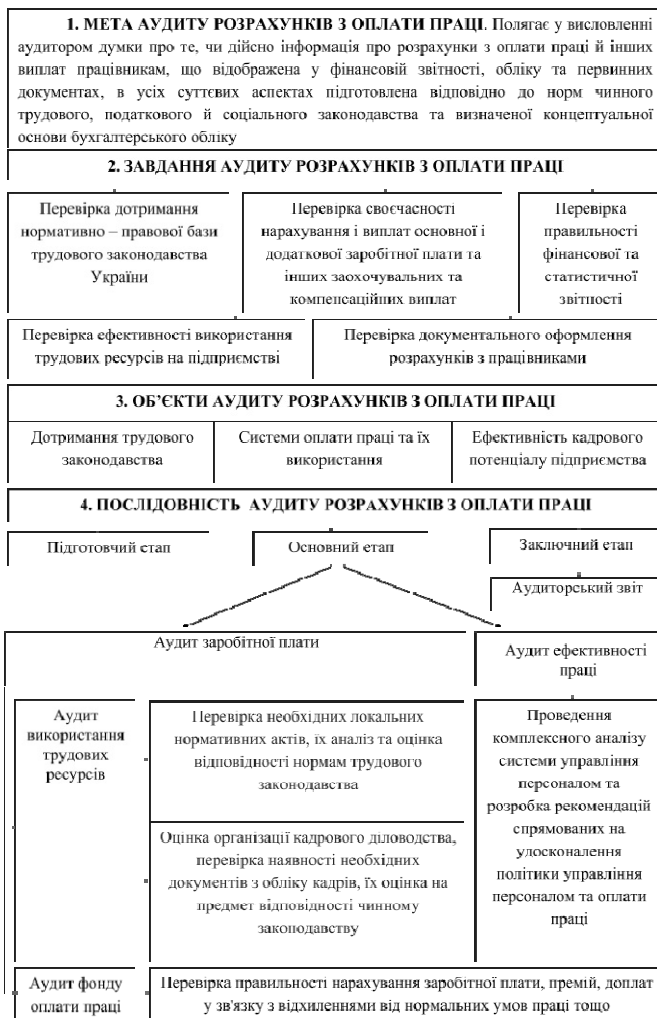 1. МЕТА АУДИТУ РОЗРАХУНКІВ З ОПЛАТИ ПРАЦІ. Полягає у висловленні
аудитором думки про те, чи дійсно інформація про розрахунки з оплати праці й інших
виплат працівникам, що відображена у фінансовій звітності, обліку та первинних
документах, в усіх суттєвих аспектах підготовлена відповідно до норм чинного
трудового, податкового й соціального законодавства та визначеної концептуальної
основи бухгалтерського обліку
2. ЗАВДАННЯ АУДИТУ РОЗРАХУНКІВ З ОПЛАТИ ПРАЦІ
Перевірка дотримання
нормативно – правової бази
трудового законодавства
України
Перевірка своєчасності
нарахування і виплат основної і
додаткової заробітної плати та
інших заохочувальних та
компенсаційних виплат
Перевірка
правильності
фінансової та
статистичної
звітності
Перевірка ефективності використання
трудових ресурсів на підприємстві
Перевірка документального оформлення
розрахунків з працівниками
3. ОБ’ЄКТИ АУДИТУ РОЗРАХУНКІВ З ОПЛАТИ ПРАЦІ
Дотримання трудового
законодавства
Системи оплати праці та їх
використання
Ефективність кадрового
потенціалу підприємства
4. ПОСЛІДОВНІСТЬ АУДИТУ РОЗРАХУНКІВ З ОПЛАТИ ПРАЦІ
Підготовчий етап
Основний етап
Заключний етап
Аудиторський звіт
Аудит заробітної плати
Аудит ефективності
праці
Аудит
використання
трудових
ресурсів
Перевірка необхідних локальних
нормативних актів, їх аналіз та оцінка
відповідності нормам трудового
законодавства
Оцінка організації кадрового діловодства,
перевірка наявності необхідних
документів з обліку кадрів, їх оцінка на
предмет відповідності чинному
законодавству
Проведення
комплексного аналізу
системи управління
персоналом та
розробка рекомендацій
спрямованих на
удосконалення
політики управління
персоналом та оплати
праці
Аудит фонду
оплати праці
Перевірка правильності нарахування заробітної плати, премій, доплат
у зв'язку з відхиленнями від нормальних умов праці тощо